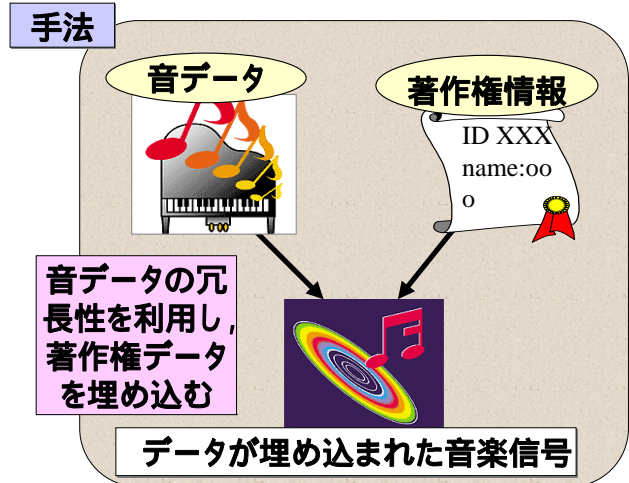 手法
音データ
著作権情報
ID XXX
name:oo
o
音データの冗
長性を利用し,
著作権データ
を埋め込む
データが埋め込まれた音楽信号